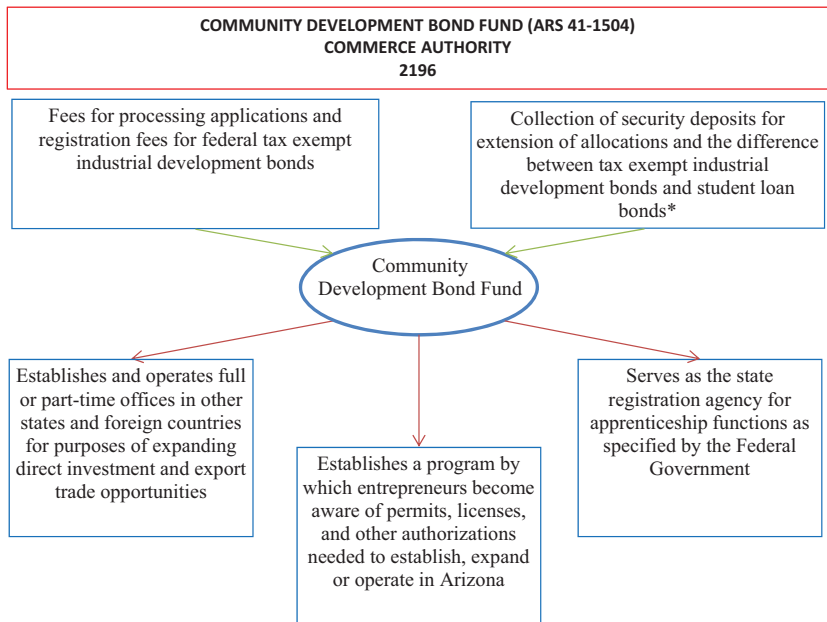 COMMUNITY DEVELOPMENT BOND FUND (ARS 41-1504)
COMMERCE AUTHORITY
2196
Fees for processing applications and
registration fees for federal tax exempt
industrial development bonds
Collection of security deposits for
extension of allocations and the difference
between tax exempt industrial
development bonds and student loan
bonds*
Community
Development Bond Fund
Establishes and operates full
or part-time offices in other
states and foreign countries
for purposes of expanding
direct investment and export
trade opportunities
Establishes a program by
which entrepreneurs become
aware of permits, licenses,
and other authorizations
needed to establish, expand
or operate in Arizona
Serves as the state
registration agency for
apprenticeship functions as
specified by the Federal
Government